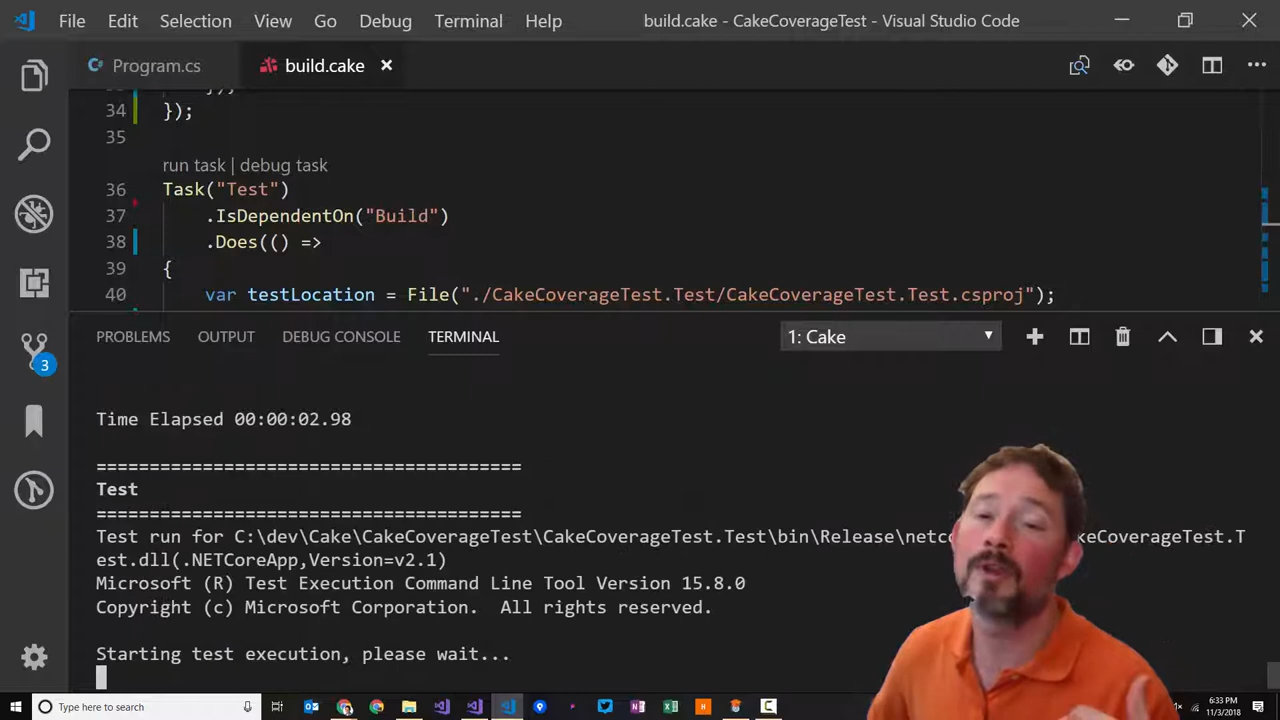 File Edit Selection View Go Debug Terminal Help build.cake - CakeCoverageTest - Visual Studio Code
Program.cs build.cake
34 });
35
run task | debug task
36 Task("Test")
37 .IsDependentOn("Build")
38 .Does(() =>
39 {
40 var testLocation = File("./CakeCoverageTest.Test/CakeCoverageTest.Test.csproj");
PROBLEMS OUTPUT DEBUG CONSOLE TERMINAL 1: Cake
3
Time Elapsed 00:00:02.98
=======================================
Test
=======================================
Test run for C:\dev\Cake\CakeCoverageTest\CakeCoverageTest.Test\bin\Release\netc keCoverageTest.T
est.dll(.NETCoreApp,Version=v2.1)
Microsoft (R) Test Execution Command Line Tool Version 15.8.0
Copyright (c) Microsoft Corporation. All rights reserved.
Starting test execution, please wait...
Type here to search
6:33 PM
11/3/2018